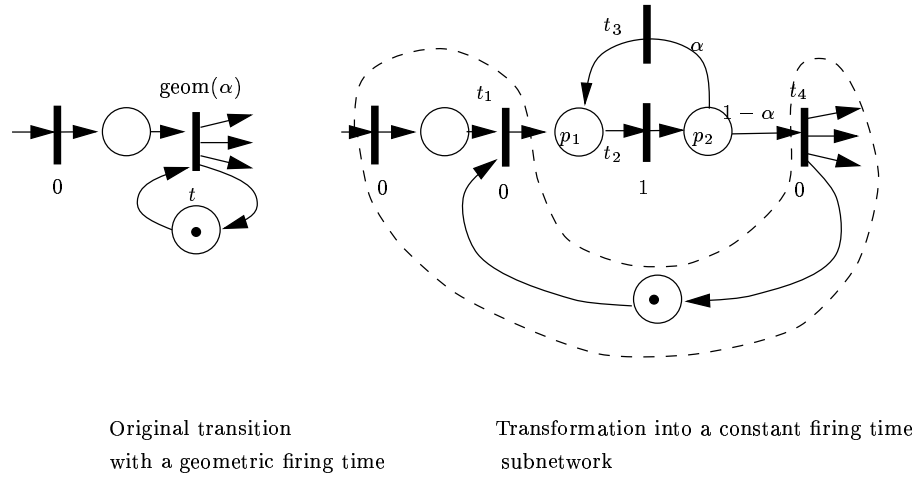 geom(α)
t
0
t₁
t₃
α
t₄
1 − α
p₁
p₂
t₂
0
0
1
0
Original transition
with a geometric firing time
Transformation into a constant firing time
subnetwork